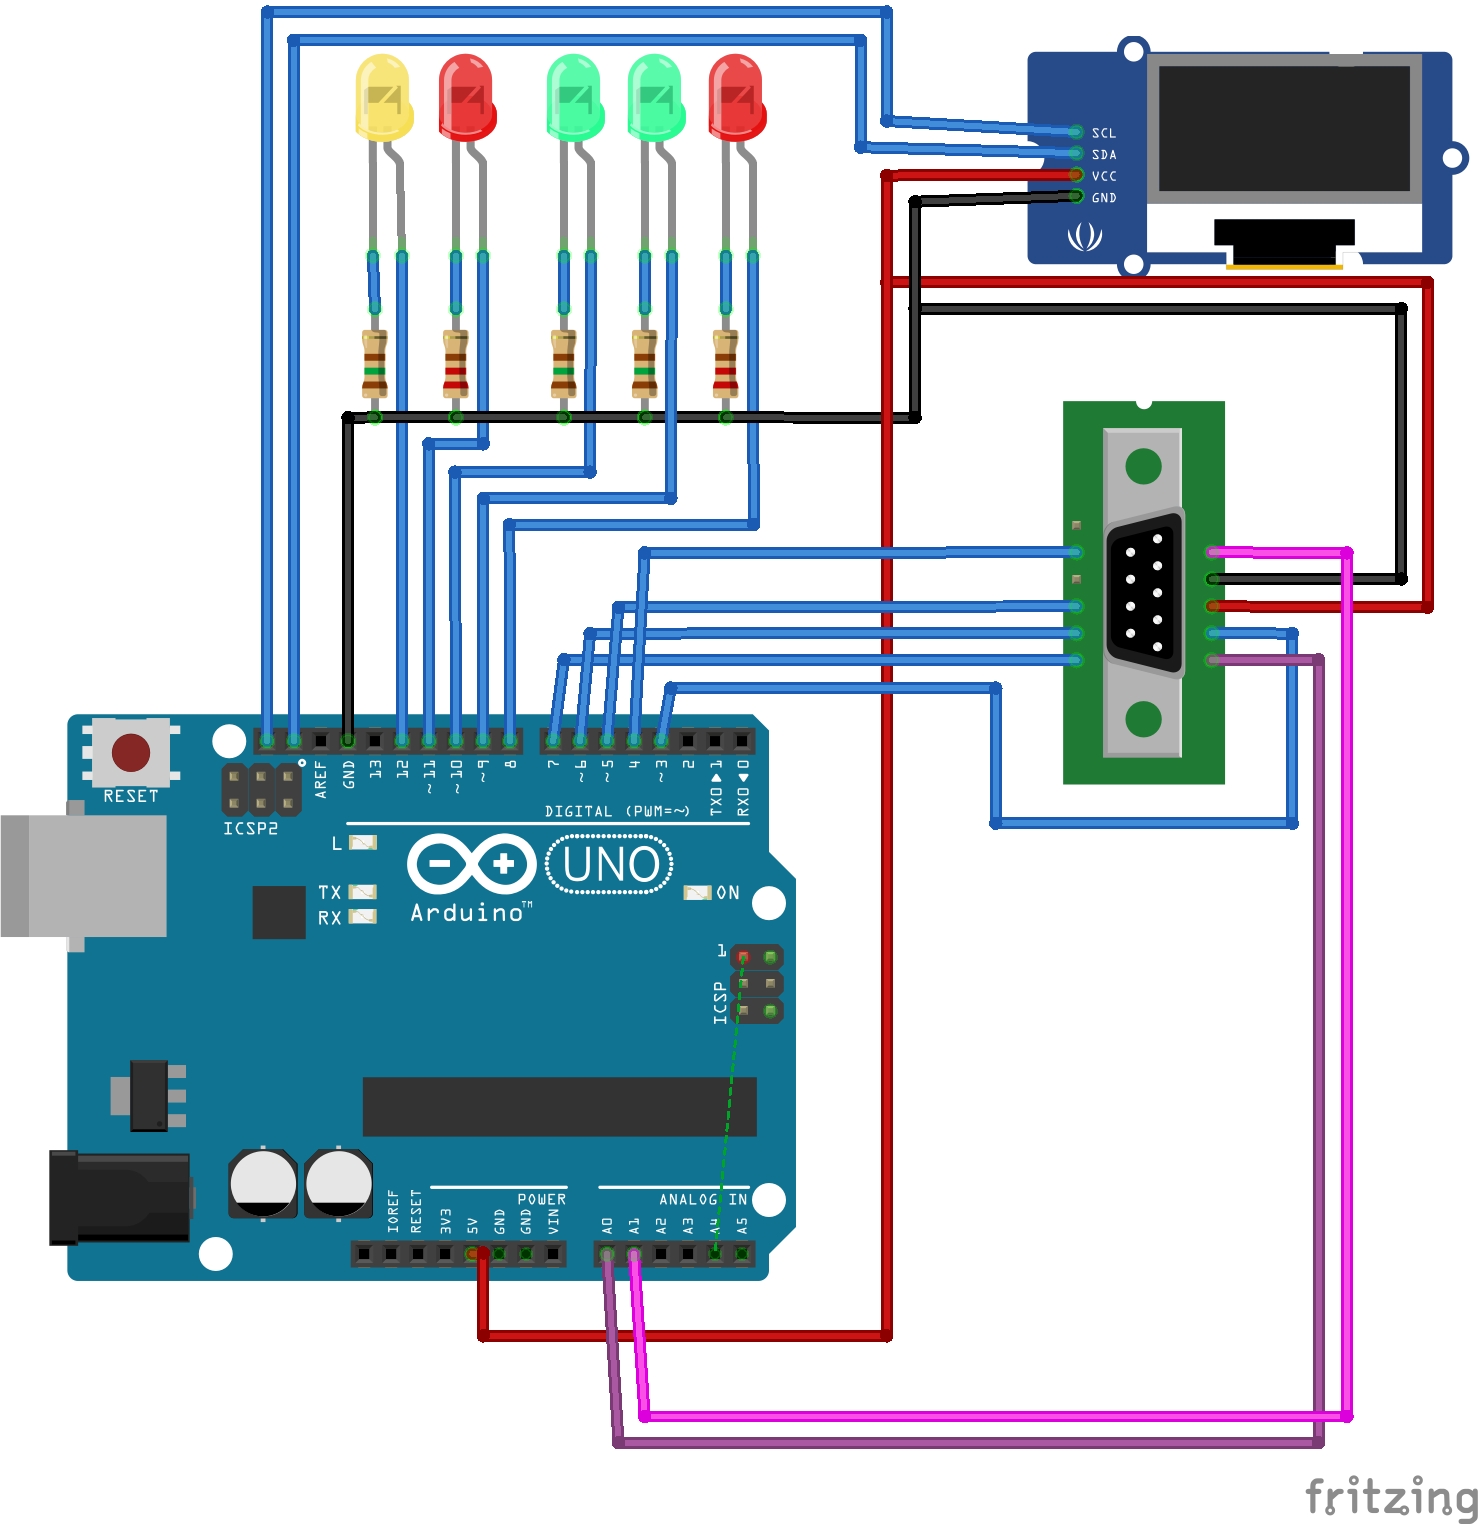 SCL
SDA
VCC
GND
RESET
ICSP2
AREF
GND
13
12
~11
~10
~9
8
7
~6
~5
4
~3
2
TX0▶1
RX0◀0
DIGITAL (PWM=~)
L
TX
RX
UNO
ON
Arduino™
1
ICSP
POWER
ANALOG IN
IOREF
RESET
3V3
5V
GND
GND
VIN
A0
A1
A2
A3
A4
A5
fritzing